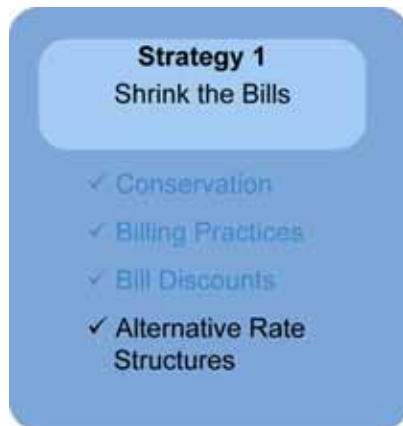 Strategy 1
Shrink the Bills
✓ Conservation
✓ Billing Practices
✓ Bill Discounts
✓ Alternative Rate
Structures